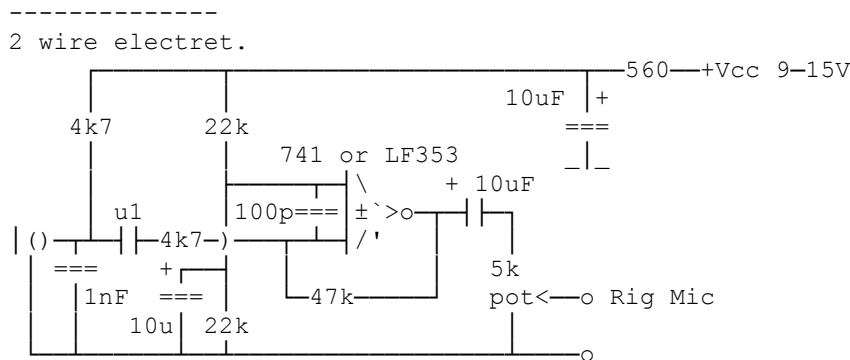 --------------
2 wire electret.
560 +Vcc 9-15V
10uF +
4k7 22k ===
741 or LF353
+ 10uF
100p===
u1
|() 4k7 )
=== + 5k
1nF === 47k pot< o Rig Mic
10u 22k